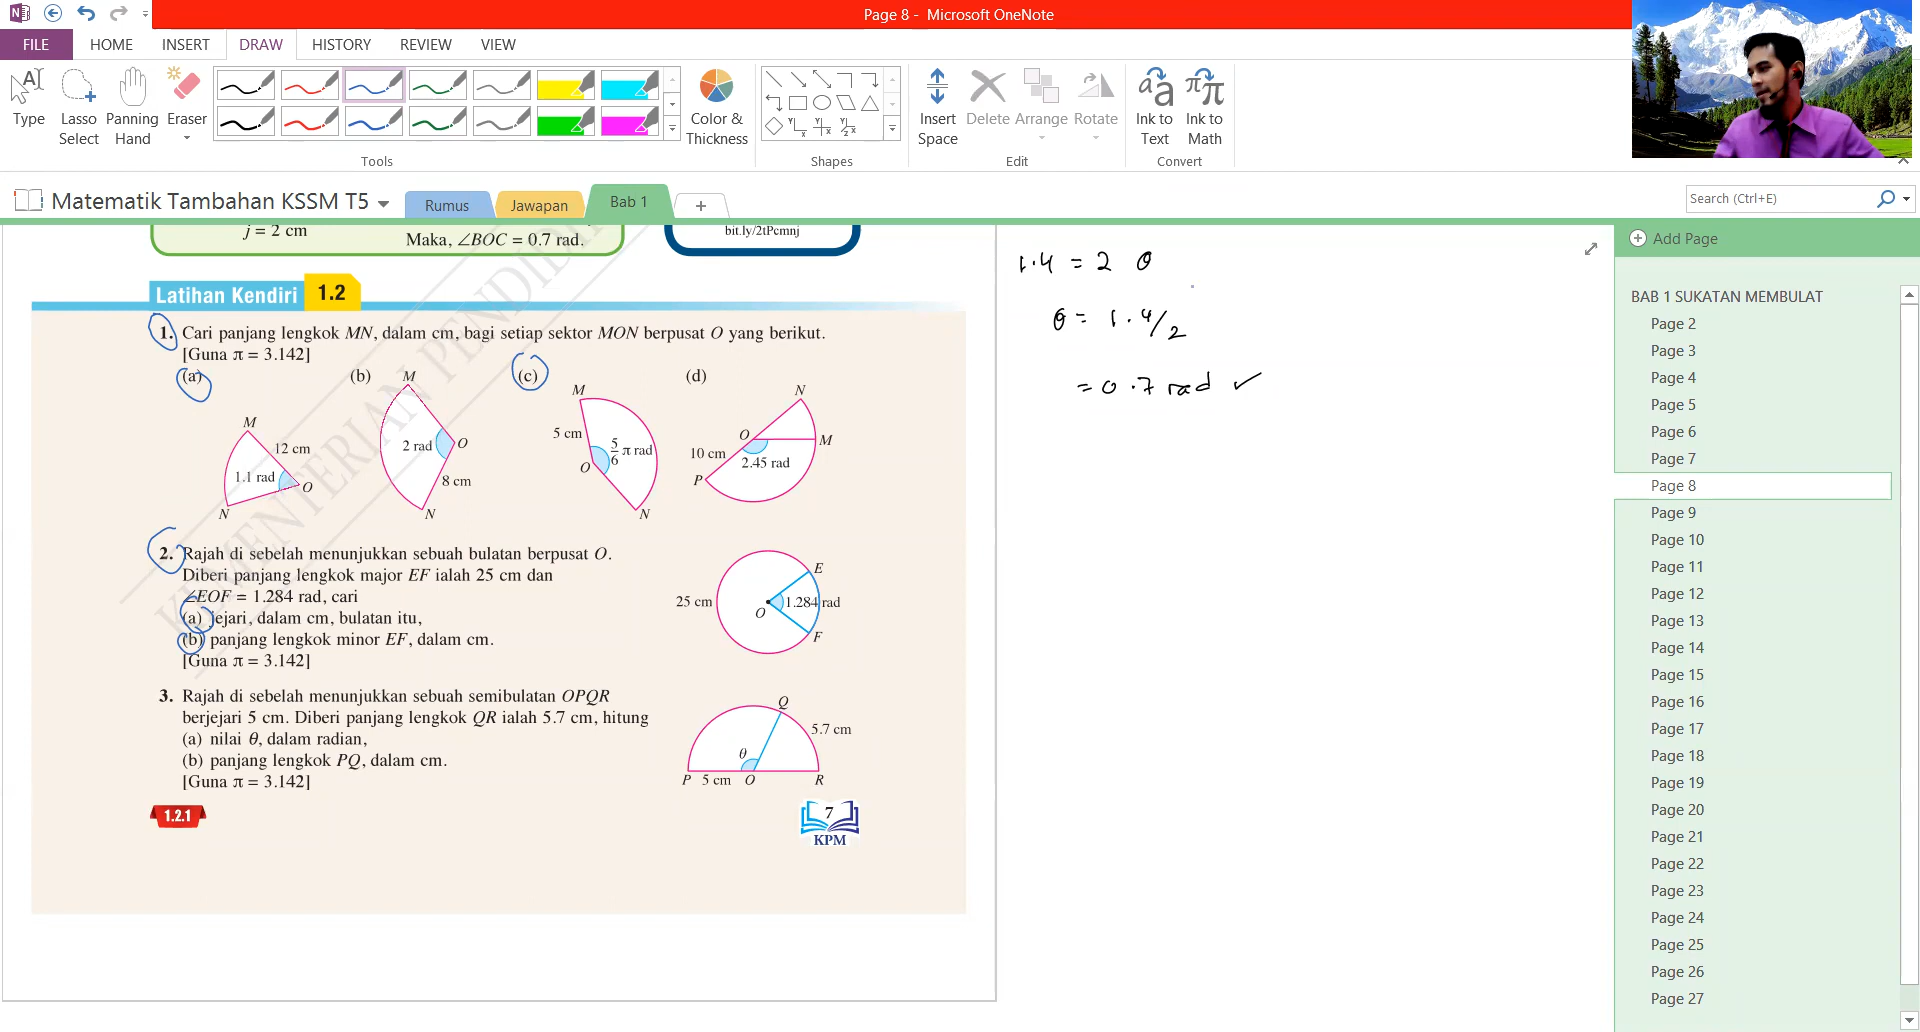 Page 8 - Microsoft OneNote
FILE HOME INSERT DRAW HISTORY REVIEW VIEW
Type
Lasso Select
Panning Hand
Eraser
Color & Thickness
Insert Space
Delete
Arrange
Rotate
Ink to Text
Ink to Math
Tools
Shapes
Edit
Convert
Matematik Tambahan KSSM T5
Rumus
Jawapan
Bab 1
Search (Ctrl+E)
j = 2 cm
Maka, ∠BOC = 0.7 rad.
bit.ly/2tPcmnj
Latihan Kendiri 1.2
1. Cari panjang lengkok MN, dalam cm, bagi setiap sektor MON berpusat O yang berikut.
[Guna π = 3.142]
(a)
M
12 cm
1.1 rad
O
N
(b)
M
2 rad
O
8 cm
N
(c)
M
5 cm
5/6 π rad
O
N
(d)
N
O
M
10 cm
2.45 rad
P
2. Rajah di sebelah menunjukkan sebuah bulatan berpusat O.
Diberi panjang lengkok major EF ialah 25 cm dan
∠EOF = 1.284 rad, cari
(a) jejari, dalam cm, bulatan itu,
(b) panjang lengkok minor EF, dalam cm.
[Guna π = 3.142]
E
25 cm
1.284 rad
O
F
3. Rajah di sebelah menunjukkan sebuah semibulatan OPQR
berjejari 5 cm. Diberi panjang lengkok QR ialah 5.7 cm, hitung
(a) nilai θ, dalam radian,
(b) panjang lengkok PQ, dalam cm.
[Guna π = 3.142]
Q
5.7 cm
θ
P 5 cm O R
1.2.1
7
KPM
KEMENTERIAN PENDIDI
1.4 = 2 θ
θ = 1.4/2
= 0.7 rad ✓
Add Page
BAB 1 SUKATAN MEMBULAT
Page 2
Page 3
Page 4
Page 5
Page 6
Page 7
Page 8
Page 9
Page 10
Page 11
Page 12
Page 13
Page 14
Page 15
Page 16
Page 17
Page 18
Page 19
Page 20
Page 21
Page 22
Page 23
Page 24
Page 25
Page 26
Page 27